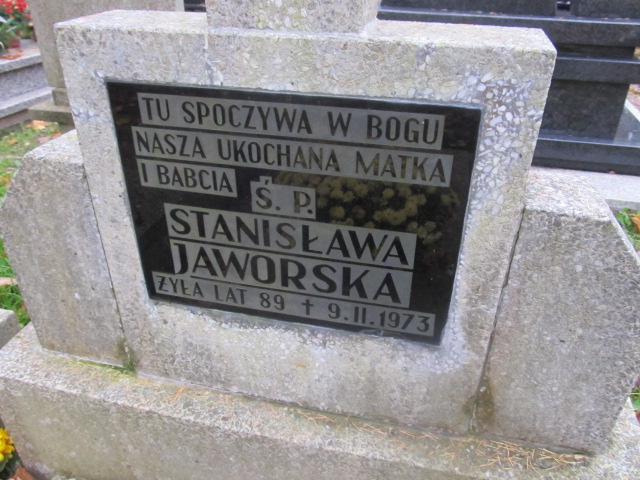 TU SPOCZYWA W BOGU
NASZA UKOCHANA MATKA
I BABCIA
Ś. P.
STANISŁAWA
JAWORSKA
ŻYŁA LAT 89 † 9.II.1973